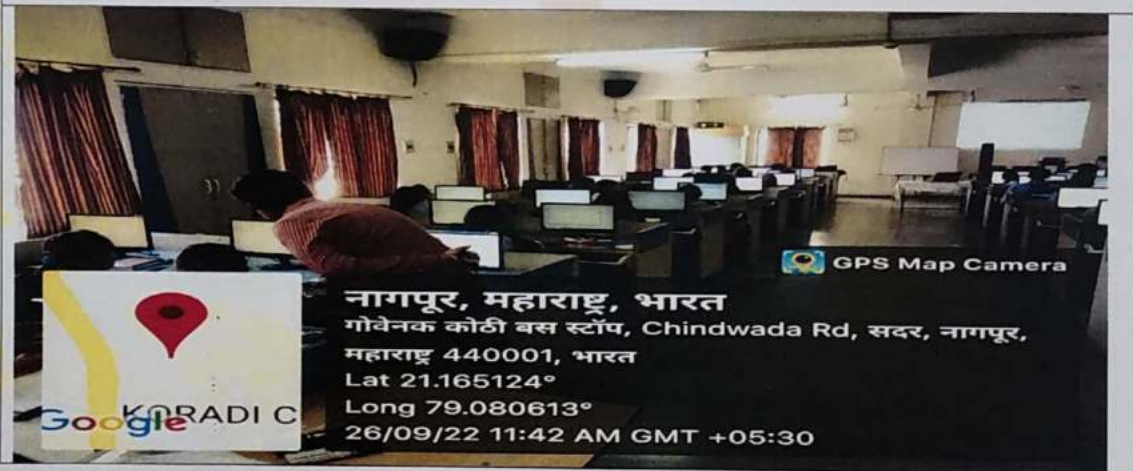 GPS Map Camera
नागपूर, महाराष्ट्र, भारत
गोवेनक कोठी बस स्टॉप, Chindwada Rd, सदर, नागपूर,
महाराष्ट्र 440001, भारत
Lat 21.165124°
Long 79.080613°
26/09/22 11:42 AM GMT +05:30
KORADI C
Google